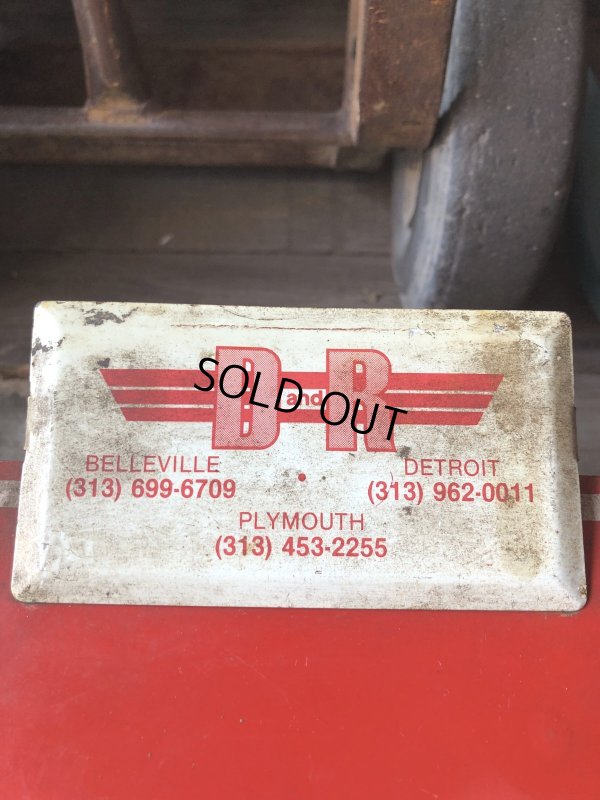 B and R
SOLD OUT
BELLEVILLE
(313) 699-6709
DETROIT
(313) 962-0011
PLYMOUTH
(313) 453-2255